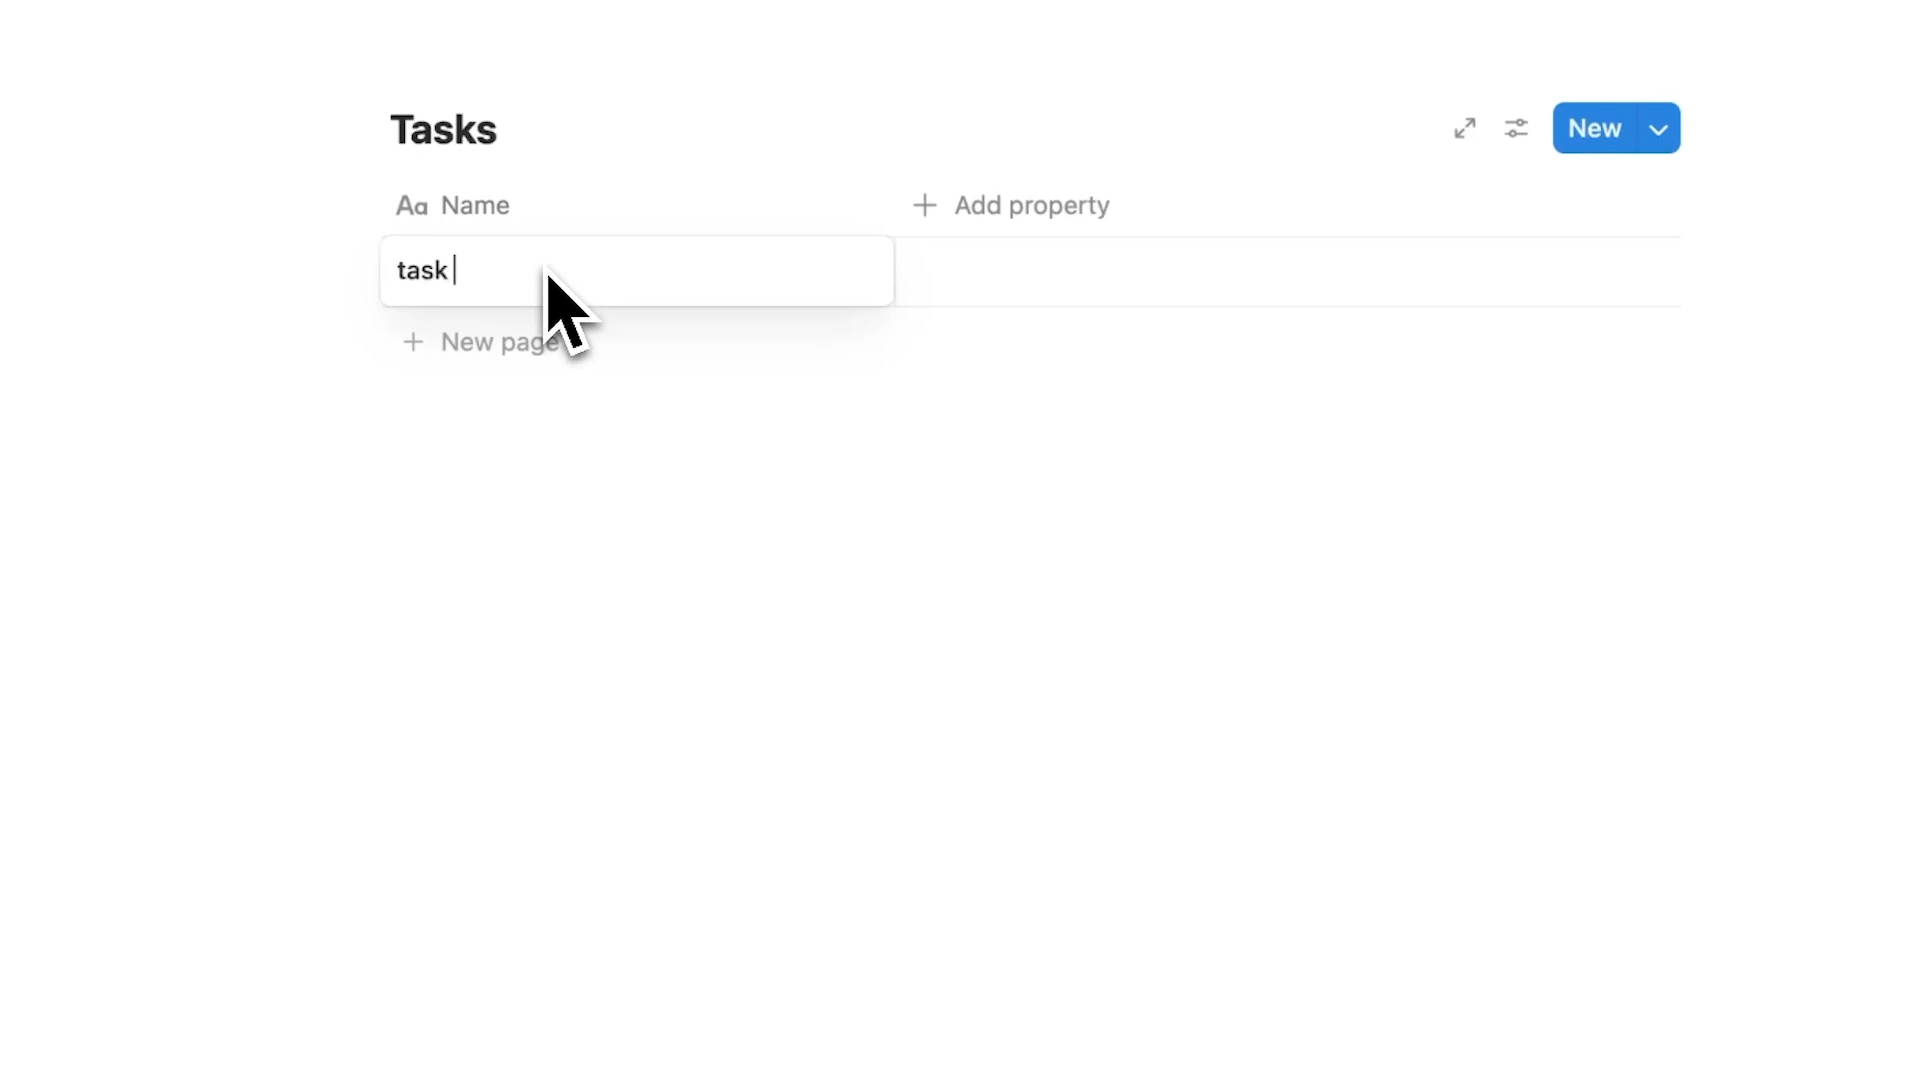 Tasks
New
Aa Name
+ Add property
task
+ New page